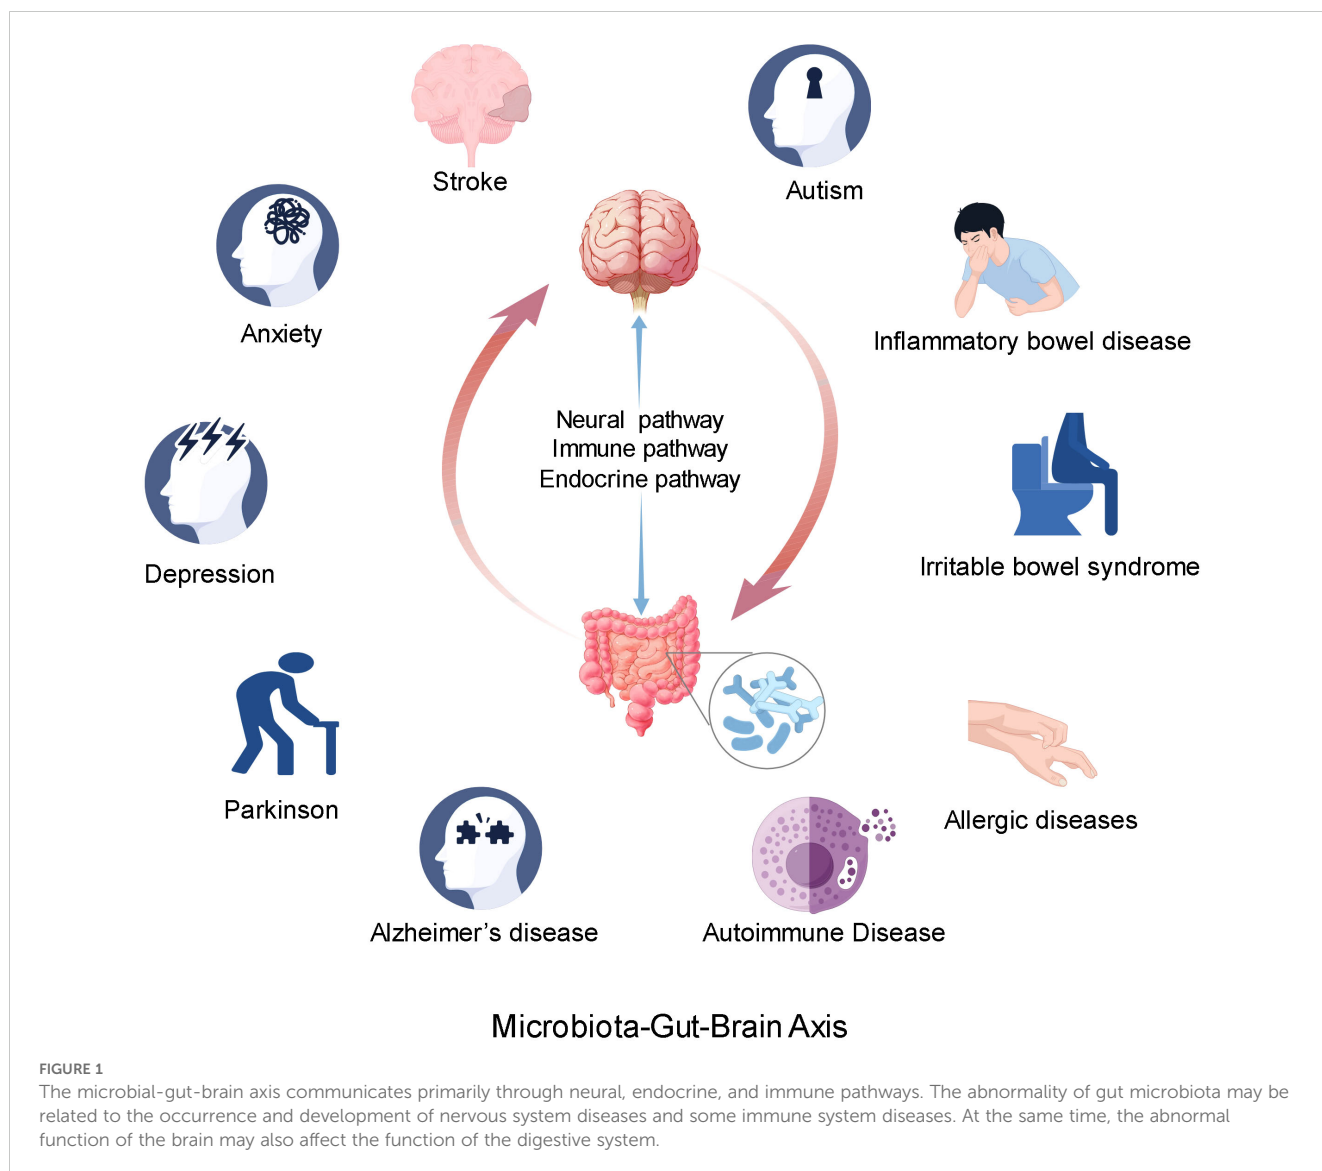 Stroke
Autism
Anxiety
Inflammatory bowel disease
Neural pathway
Immune pathway
Endocrine pathway
Depression
Irritable bowel syndrome
Parkinson
Allergic diseases
Alzheimer’s disease
Autoimmune Disease
Microbiota-Gut-Brain Axis
FIGURE 1
The microbial-gut-brain axis communicates primarily through neural, endocrine, and immune pathways. The abnormality of gut microbiota may be
related to the occurrence and development of nervous system diseases and some immune system diseases. At the same time, the abnormal
function of the brain may also affect the function of the digestive system.